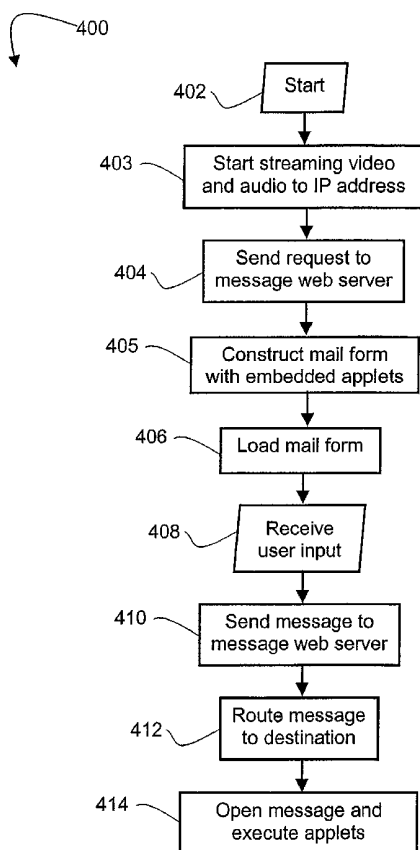 400
402
Start
403
Start streaming video
and audio to IP address
404
Send request to
message web server
405
Construct mail form
with embedded applets
406
Load mail form
408
Receive
user input
410
Send message to
message web server
412
Route message
to destination
414
Open message and
execute applets